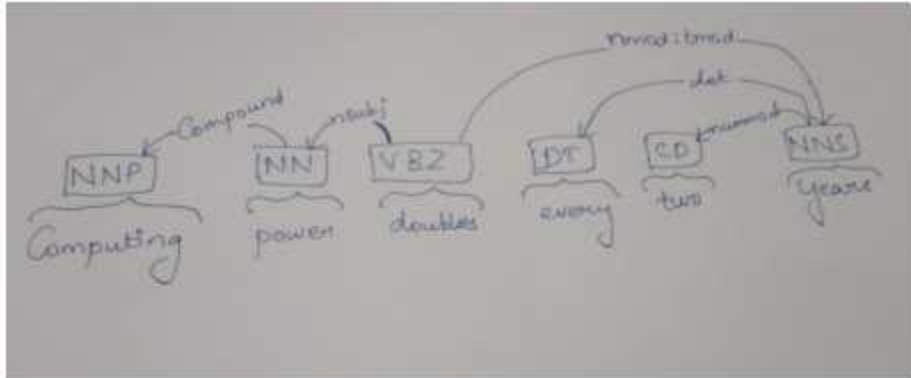 nmod:tmod
det
Compound nsubj nummod
NNP NN VBZ DT CD NNS
Computing power doubles every two years